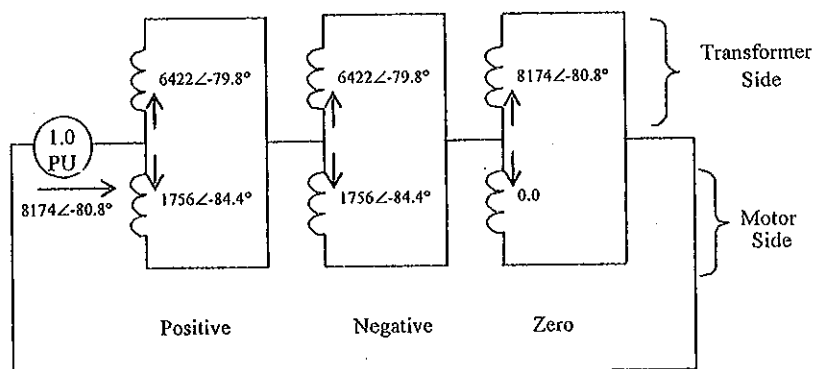 6422∠-79.8° 6422∠-79.8° 8174∠-80.8° Transformer
Side
1.0
PU
8174∠-80.8° 1756∠-84.4° 1756∠-84.4° 0.0 Motor
Side
Positive Negative Zero